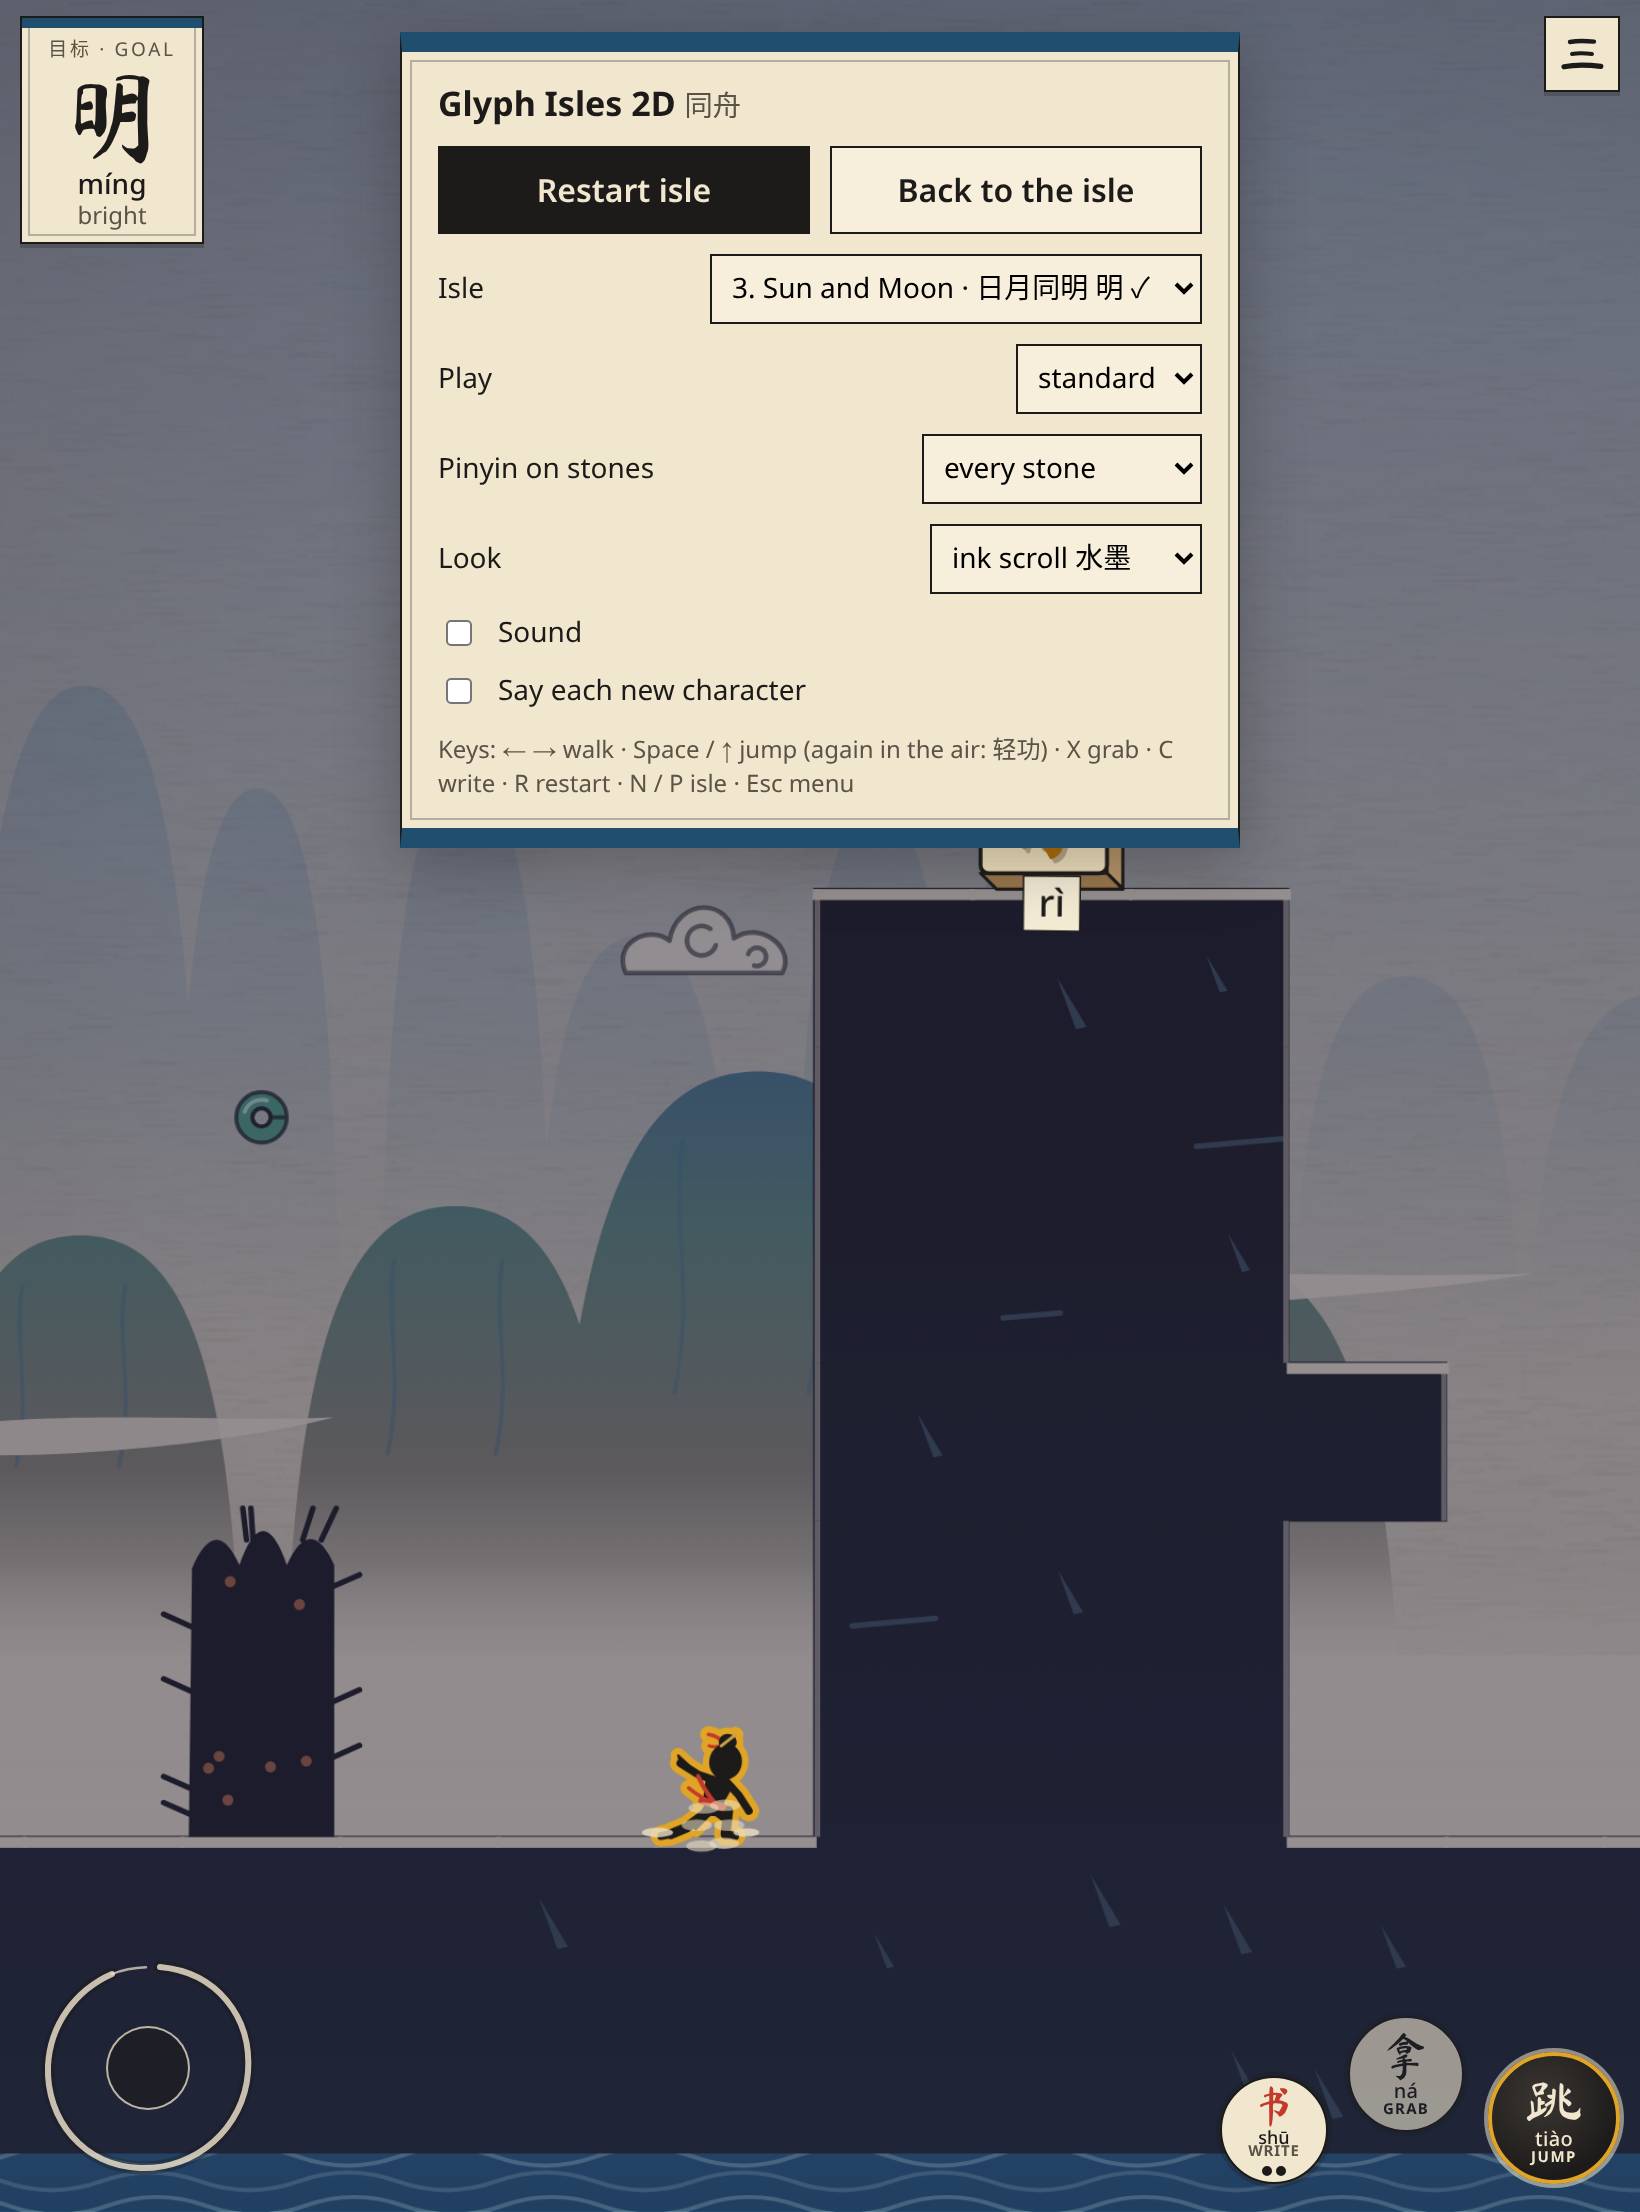 目标 · GOAL
明
míng
bright
三
Glyph Isles 2D 同舟
Restart isle
Back to the isle
Isle
3. Sun and Moon · 日月同明 明 ✓
Play
standard
Pinyin on stones
every stone
Look
ink scroll 水墨
Sound
Say each new character
Keys: ← → walk · Space / ↑ jump (again in the air: 轻功) · X grab · C
write · R restart · N / P isle · Esc menu
rì
拿
ná
GRAB
书
shū
WRITE
跳
tiào
JUMP